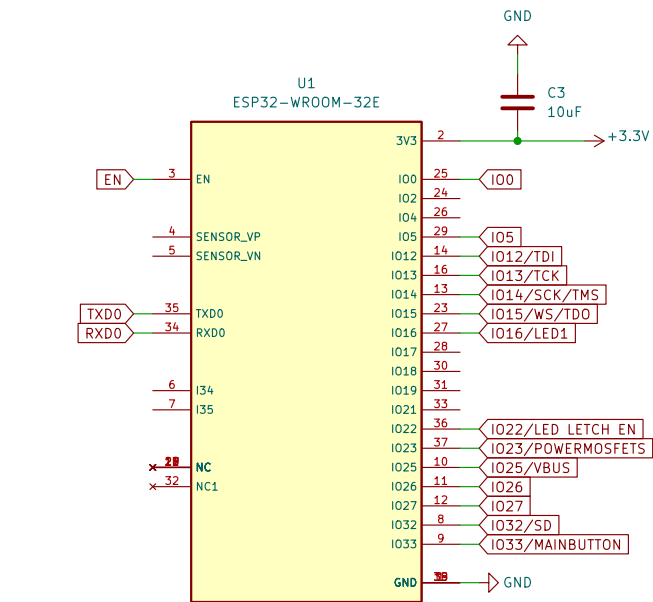 GND
U1
ESP32-WROOM-32E
C3
10uF
3V3 2 +3.3V
EN 3 EN
IO0 25 IO0
IO2 24
IO4 26
4 SENSOR_VP
IO5 29 IO5
5 SENSOR_VN
IO12 14 IO12/TDI
IO13 16 IO13/TCK
IO14 13 IO14/SCK/TMS
TXD0 35 TXD0
IO15 23 IO15/WS/TDO
RXD0 34 RXD0
IO16 27 IO16/LED1
IO17 28
IO18 30
6 I34
IO19 31
7 I35
IO21 33
IO22 36 IO22/LED LETCH EN
IO23 37 IO23/POWERMOSFETS
NC
IO25 10 IO25/VBUS
32 NC1
IO26 11 IO26
IO27 12 IO27
IO32 8 IO32/SD
IO33 9 IO33/MAINBUTTON
GND GND